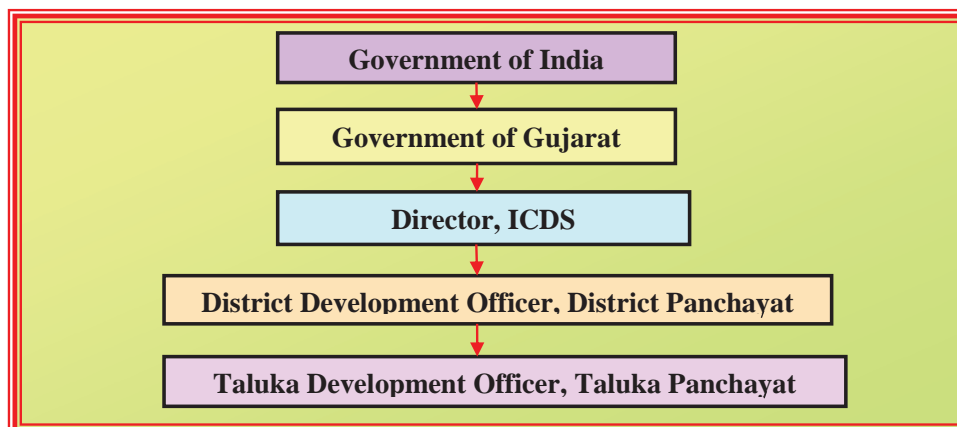 Government of India
Government of Gujarat
Director, ICDS
District Development Officer, District Panchayat
Taluka Development Officer, Taluka Panchayat